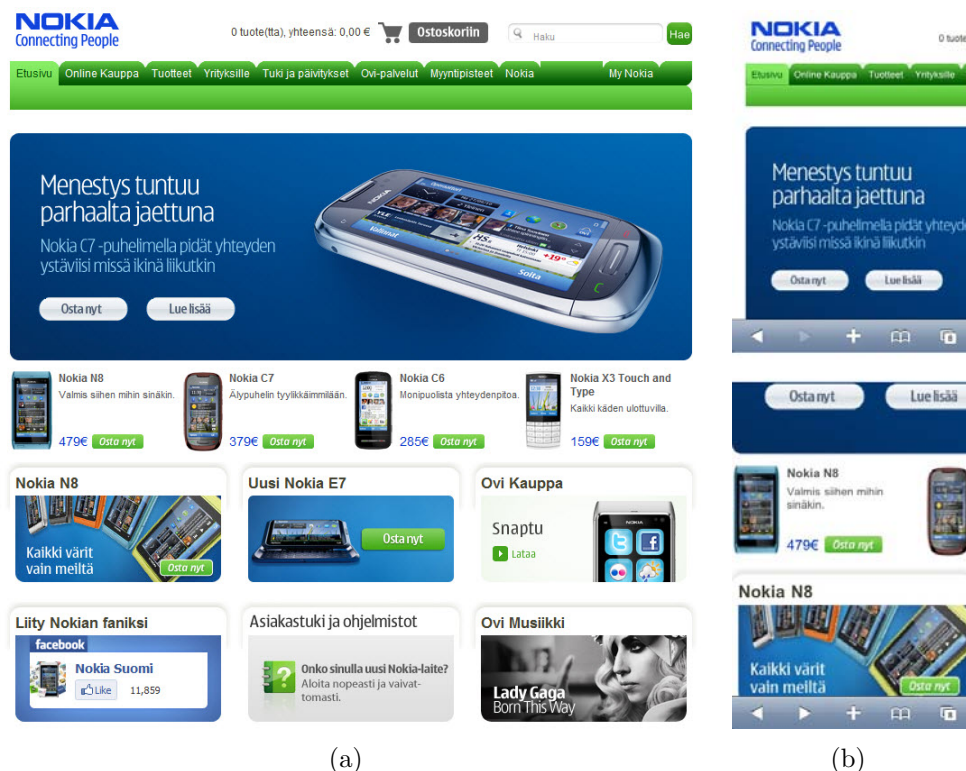 NOKIA
Connecting People
0 tuote(tta), yhteensä: 0,00 €
Ostoskoriin
Haku
Hae
Etusivu Online Kauppa Tuotteet Yrityksille Tuki ja päivitykset Ovi-palvelut Myyntipisteet Nokia My Nokia
Menestys tuntuu
parhaalta jaettuna
Nokia C7 -puhelimella pidät yhteyden
ystäviisi missä ikinä liikutkin
Osta nyt Lue lisää
Nokia N8
Valmis siihen mihin sinäkin.
479€ Osta nyt
Nokia C7
Älypuhelin tyylikkäimmilään.
379€ Osta nyt
Nokia C6
Monipuolista yhteydenpitoa.
285€ Osta nyt
Nokia X3 Touch and
Type
Kaikki käden ulottuvilla.
159€ Osta nyt
Nokia N8
Kaikki värit
vain meiltä
Osta nyt
Uusi Nokia E7
Osta nyt
Ovi Kauppa
Snaptu
Lataa
NOKIA
Liity Nokian faniksi
facebook
Nokia Suomi
Like 11,859
Asiakastuki ja ohjelmistot
Onko sinulla uusi Nokia-laite?
Aloita nopeasti ja vaivat-
tomasti.
Ovi Musiikki
Lady Gaga
Born This Way
(a)
NOKIA
Connecting People
0 tuote
Etusivu Online Kauppa Tuotteet Yrityksille
Menestys tuntuu
parhaalta jaettuna
Nokia C7 -puhelimella pidät yhteyde
ystäviisi missä ikinä liikutkin
Osta nyt Lue lisää
Osta nyt Lue lisää
Nokia N8
Valmis siihen mihin
sinäkin.
479€ Osta nyt
Nokia N8
Kaikki värit
vain meiltä
Osta nyt
(b)